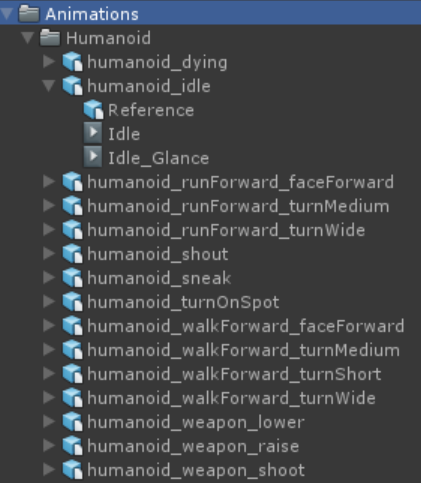 Animations
Humanoid
humanoid_dying
humanoid_idle
Reference
Idle
Idle_Glance
humanoid_runForward_faceForward
humanoid_runForward_turnMedium
humanoid_runForward_turnWide
humanoid_shout
humanoid_sneak
humanoid_turnOnSpot
humanoid_walkForward_faceForward
humanoid_walkForward_turnMedium
humanoid_walkForward_turnShort
humanoid_walkForward_turnWide
humanoid_weapon_lower
humanoid_weapon_raise
humanoid_weapon_shoot